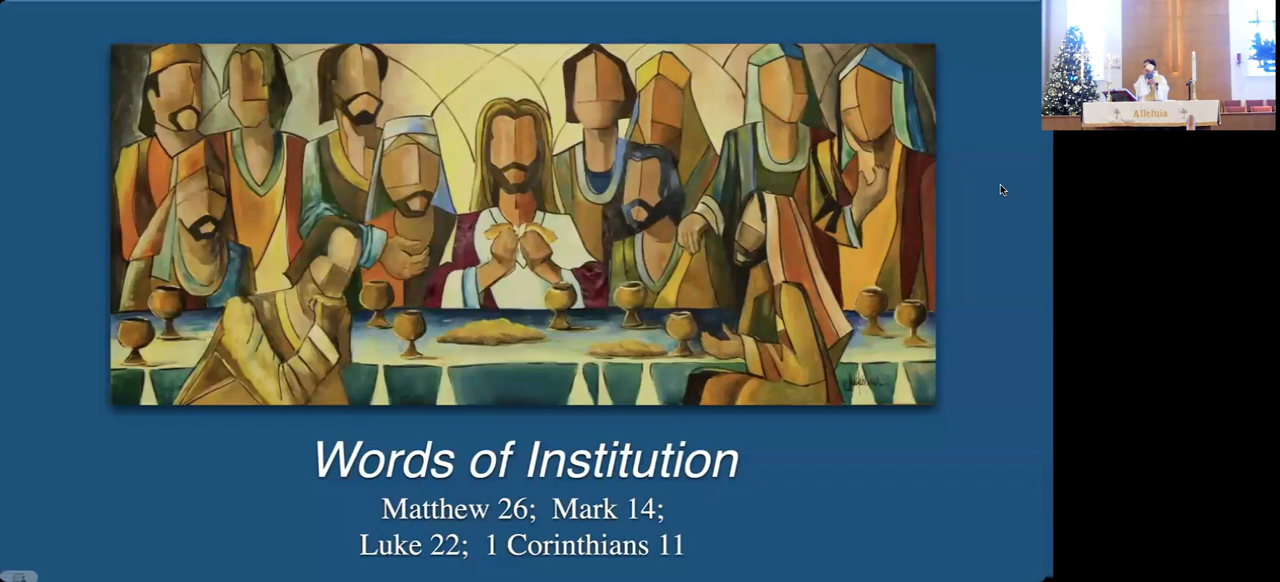 Words of Institution
Matthew 26;  Mark 14;
Luke 22;  1 Corinthians 11
Alleluia